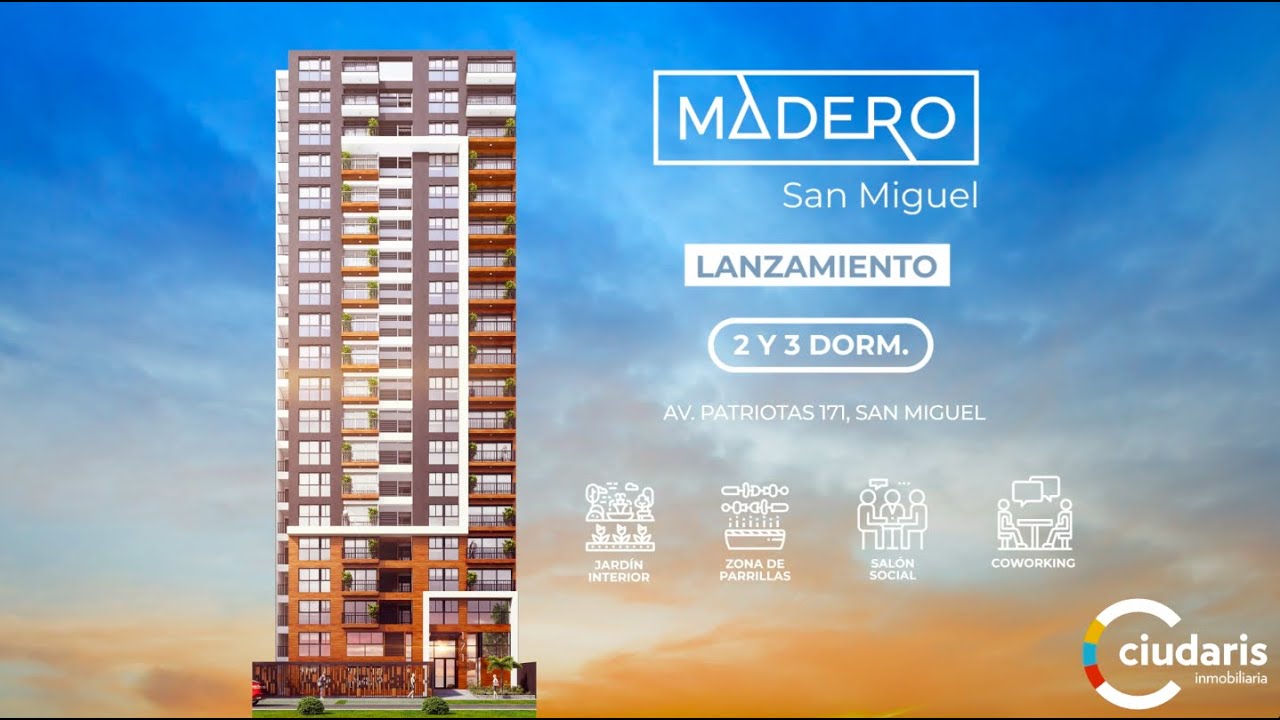 MADERO
San Miguel
LANZAMIENTO
2 Y 3 DORM.
AV. PATRIOTAS 171, SAN MIGUEL
JARDÍN
INTERIOR
ZONA DE
PARRILLAS
SALÓN
SOCIAL
COWORKING
ciudaris
inmobiliaria